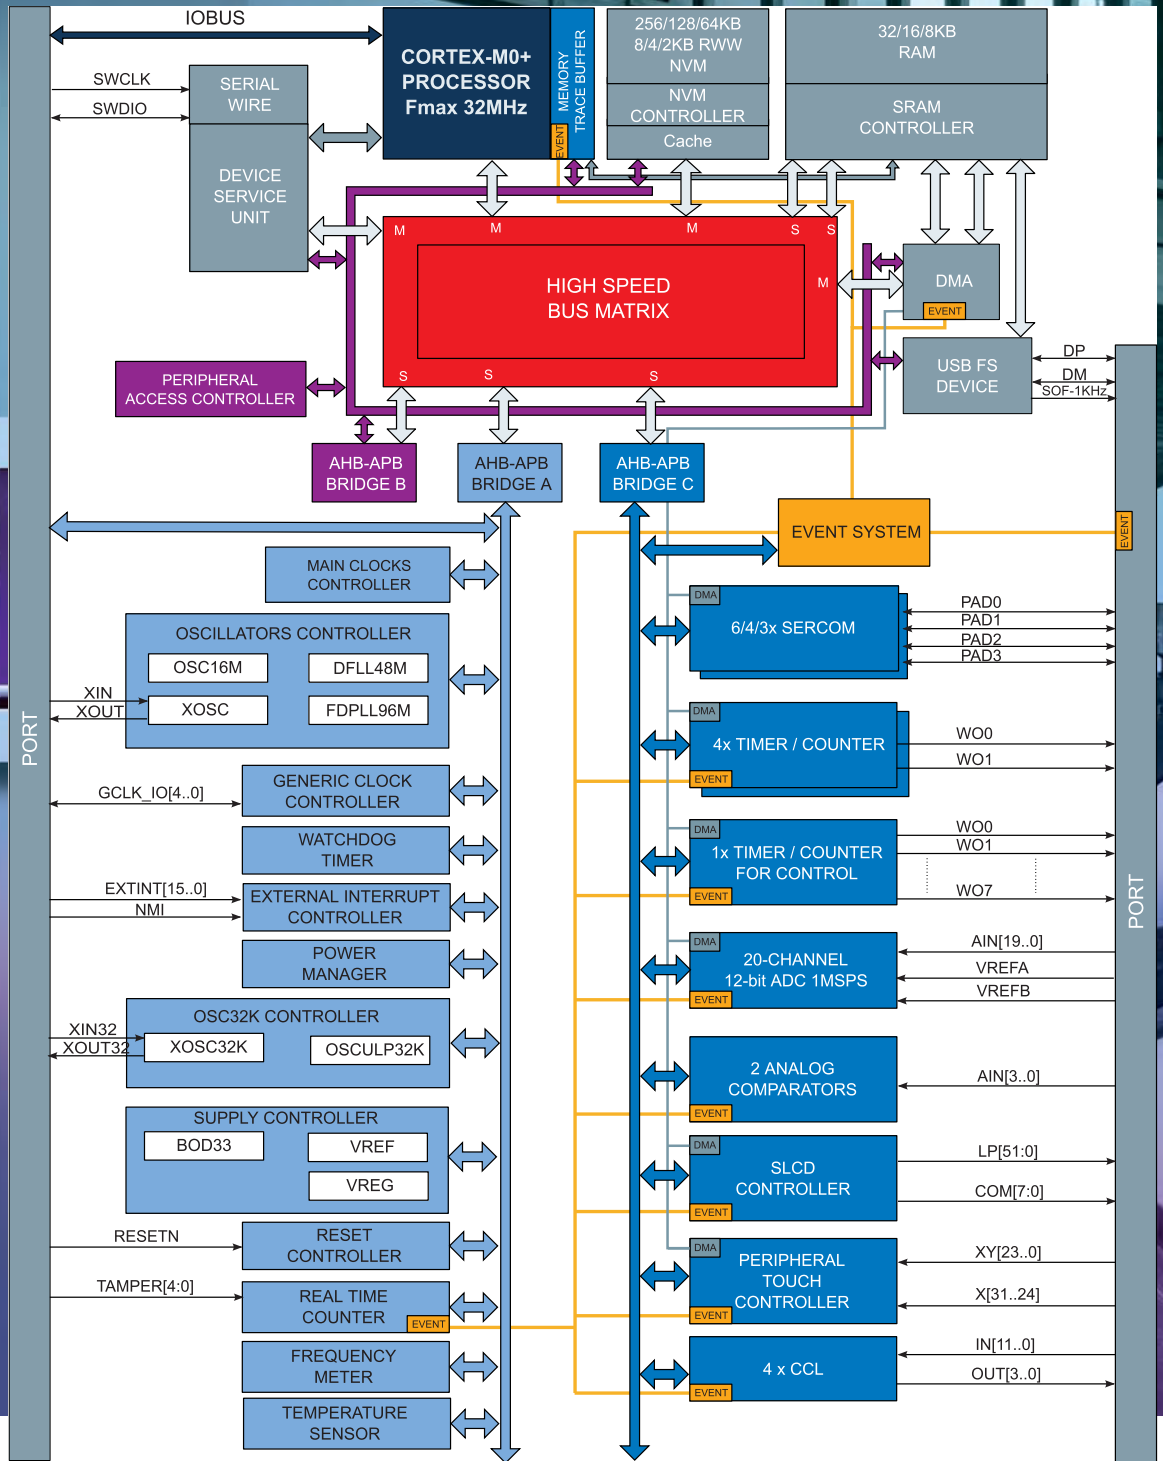 IOBUS
SWCLK
SWDIO
SERIAL
WIRE
DEVICE
SERVICE
UNIT
CORTEX-M0+
PROCESSOR
Fmax 32MHz
MEMORY
TRACE BUFFER
EVENT
256/128/64KB
8/4/2KB RWW
NVM
NVM
CONTROLLER
Cache
32/16/8KB
RAM
SRAM
CONTROLLER
M
M
M
S
S
HIGH SPEED
BUS MATRIX
M
S
S
S
DMA
EVENT
USB FS
DEVICE
DP
DM
SOF-1KHz
PERIPHERAL
ACCESS CONTROLLER
AHB-APB
BRIDGE B
AHB-APB
BRIDGE A
AHB-APB
BRIDGE C
EVENT SYSTEM
EVENT
PORT
PORT
MAIN CLOCKS
CONTROLLER
OSCILLATORS CONTROLLER
OSC16M
DFLL48M
XOSC
FDPLL96M
XIN
XOUT
GCLK_IO[4..0]
GENERIC CLOCK
CONTROLLER
WATCHDOG
TIMER
EXTINT[15..0]
NMI
EXTERNAL INTERRUPT
CONTROLLER
POWER
MANAGER
OSC32K CONTROLLER
XIN32
XOUT32
XOSC32K
OSCULP32K
SUPPLY CONTROLLER
BOD33
VREF
VREG
RESETN
RESET
CONTROLLER
TAMPER[4:0]
REAL TIME
COUNTER
EVENT
FREQUENCY
METER
TEMPERATURE
SENSOR
DMA
6/4/3x SERCOM
PAD0
PAD1
PAD2
PAD3
DMA
4x TIMER / COUNTER
EVENT
WO0
WO1
DMA
1x TIMER / COUNTER
FOR CONTROL
EVENT
WO0
WO1
WO7
DMA
20-CHANNEL
12-bit ADC 1MSPS
EVENT
AIN[19..0]
VREFA
VREFB
2 ANALOG
COMPARATORS
EVENT
AIN[3..0]
DMA
SLCD
CONTROLLER
EVENT
LP[51:0]
COM[7:0]
DMA
PERIPHERAL
TOUCH
CONTROLLER
EVENT
XY[23..0]
X[31..24]
4 x CCL
EVENT
IN[11..0]
OUT[3..0]